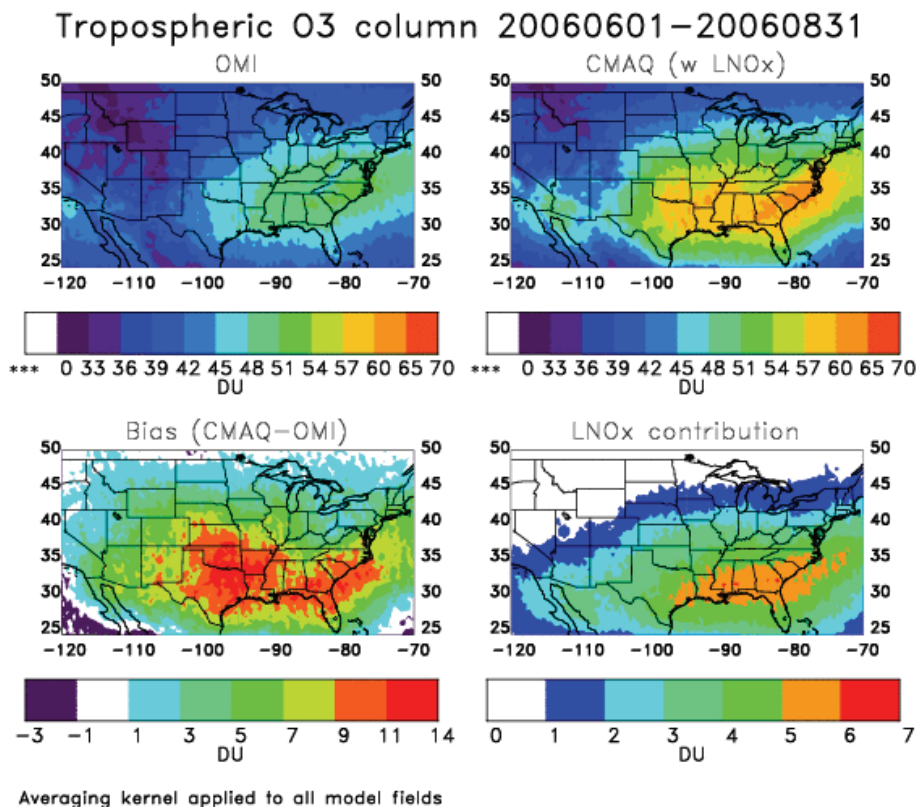 Tropospheric O3 column 20060601−20060831
OMI
CMAQ (w LNOx)
50 50
45 45
40 40
35 35
30 30
25 25
−120 −110 −100 −90 −80 −70
−120 −110 −100 −90 −80 −70
*** 0 33 36 39 42 45 48 51 54 57 60 65 70
DU
*** 0 33 36 39 42 45 48 51 54 57 60 65 70
DU
Bias (CMAQ−OMI)
LNOx contribution
50 50
45 45
40 40
35 35
30 30
25 25
−120 −110 −100 −90 −80 −70
−120 −110 −100 −90 −80 −70
−3 −1 1 3 5 7 9 11 14
DU
0 1 2 3 4 5 6 7
DU
Averaging kernel applied to all model fields